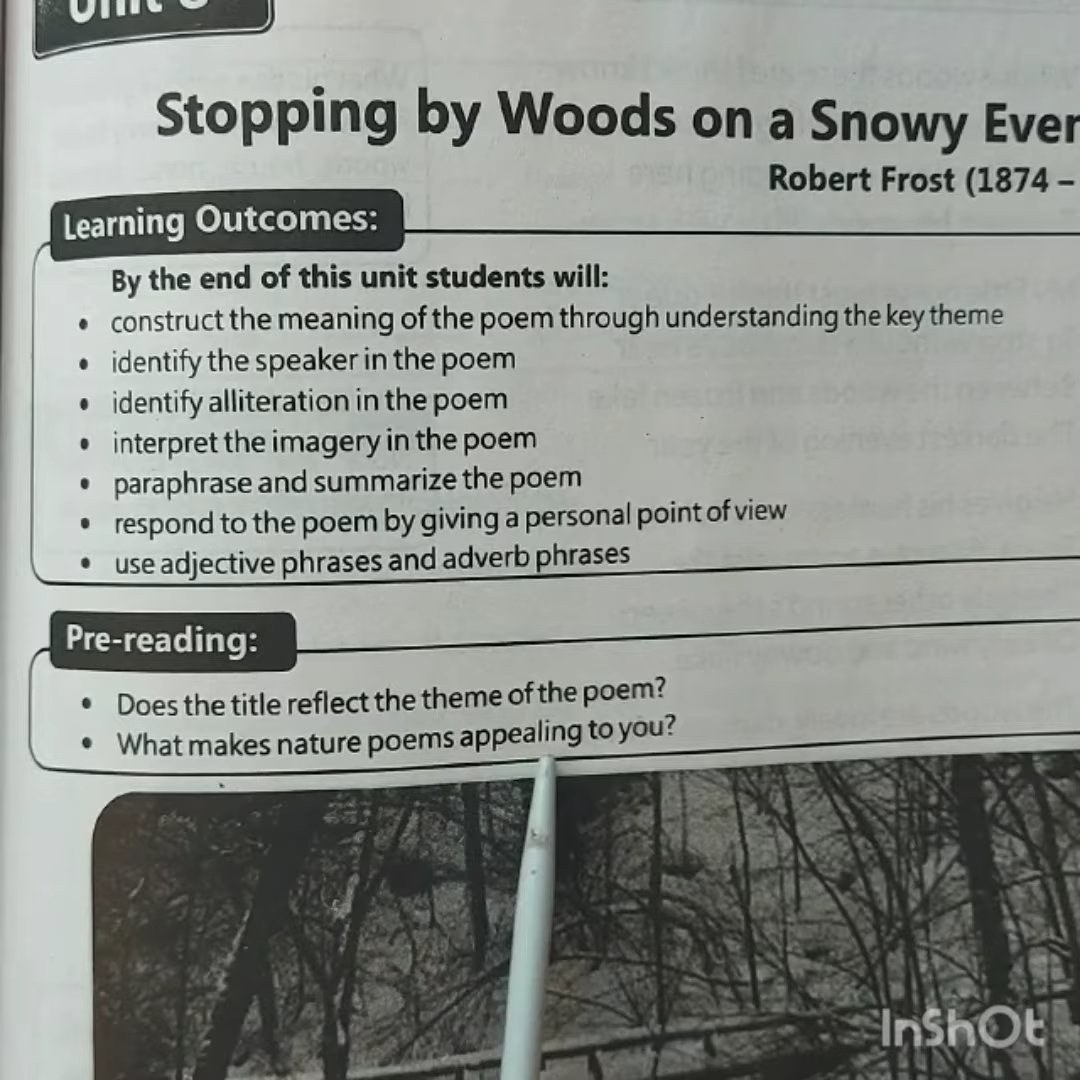 Unit
Stopping by Woods on a Snowy Even
Robert Frost (1874 –
Learning Outcomes:
By the end of this unit students will:
• construct the meaning of the poem through understanding the key theme
• identify the speaker in the poem
• identify alliteration in the poem
• interpret the imagery in the poem
• paraphrase and summarize the poem
• respond to the poem by giving a personal point of view
• use adjective phrases and adverb phrases
Pre-reading:
• Does the title reflect the theme of the poem?
• What makes nature poems appealing to you?
InShOt